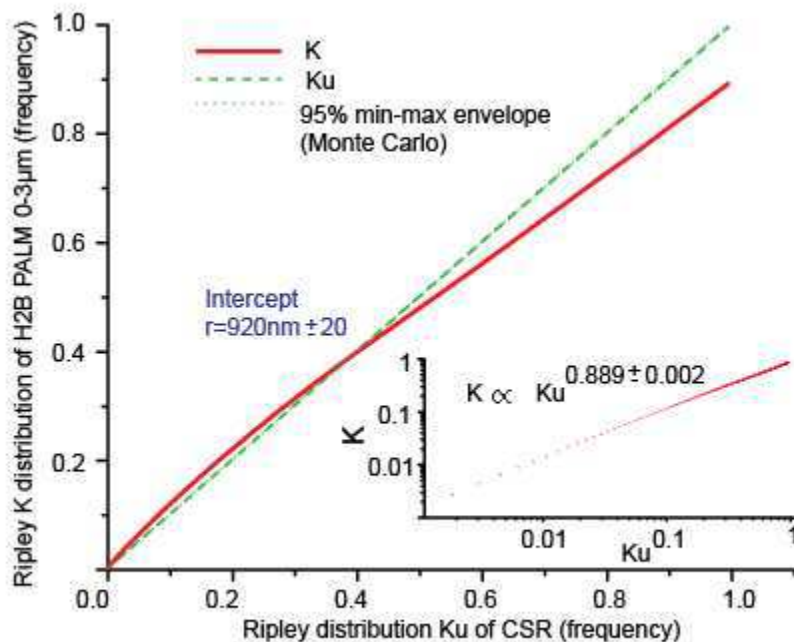 1.0
0.8
0.6
0.4
0.2
Ripley K distribution of H2B PALM 0-3µm (frequency)
K
Ku
95% min-max envelope
(Monte Carlo)
Intercept
r=920nm ±20
1
0.1
0.01
K
K ∝ Ku^0.889±0.002
0.01 0.1 1
Ku
0.0 0.2 0.4 0.6 0.8 1.0
Ripley distribution Ku of CSR (frequency)